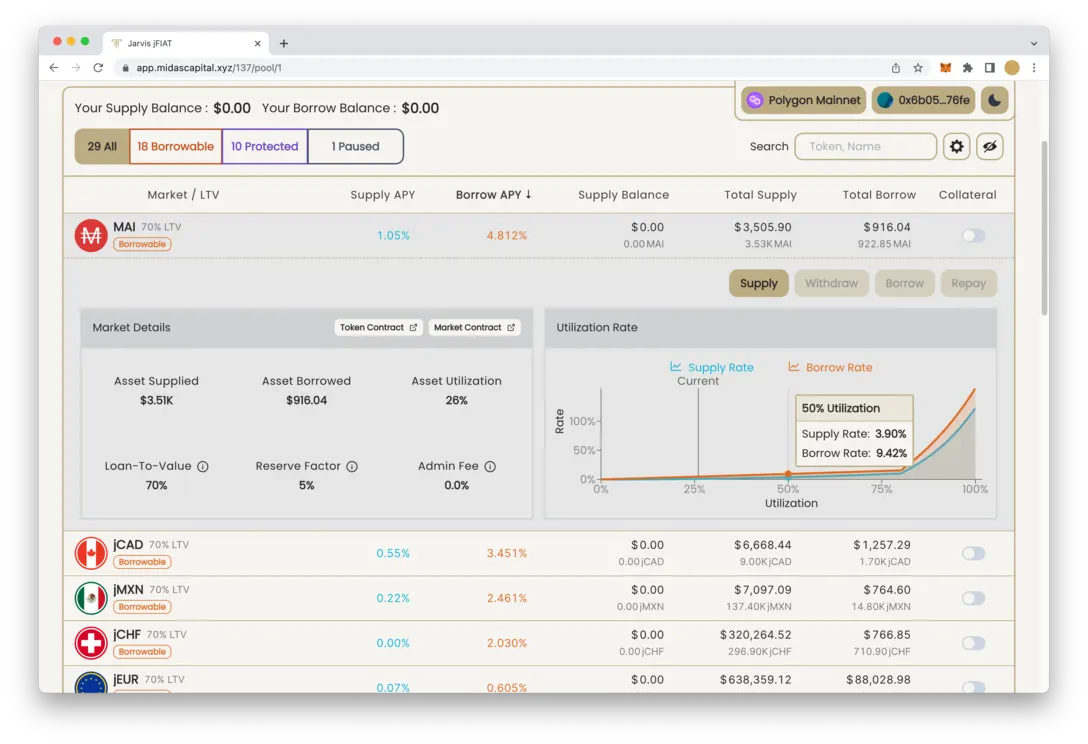 Jarvis jFIAT
app.midascapital.xyz/137/pool/1
Your Supply Balance : $0.00 Your Borrow Balance : $0.00
Polygon Mainnet
0x6b05...76fe
29 All
18 Borrowable
10 Protected
1 Paused
Search
Token, Name
Market / LTV Supply APY Borrow APY ↓ Supply Balance Total Supply Total Borrow Collateral
MAI 70% LTV
Borrowable
1.05%
4.812%
$0.00
0.00 MAI
$3,505.90
3.53K MAI
$916.04
922.85 MAI
Supply Withdraw Borrow Repay
Market Details
Token Contract
Market Contract
Asset Supplied
$3.51K
Asset Borrowed
$916.04
Asset Utilization
26%
Loan-To-Value
70%
Reserve Factor
5%
Admin Fee
0.0%
Utilization Rate
Supply Rate
Borrow Rate
Current
50% Utilization
Supply Rate: 3.90%
Borrow Rate: 9.42%
Rate
100%
50%
0%
0% 25% 50% 75% 100%
Utilization
jCAD 70% LTV
Borrowable
0.55%
3.451%
$0.00
0.00 jCAD
$6,668.44
9.00K jCAD
$1,257.29
1.70K jCAD
jMXN 70% LTV
Borrowable
0.22%
2.461%
$0.00
0.00 jMXN
$7,097.09
137.40K jMXN
$764.60
14.80K jMXN
jCHF 70% LTV
Borrowable
0.00%
2.030%
$0.00
0.00 jCHF
$320,264.52
296.90K jCHF
$766.85
710.90 jCHF
jEUR 70% LTV
0.07%
0.605%
$0.00
$638,359.12
$88,028.98